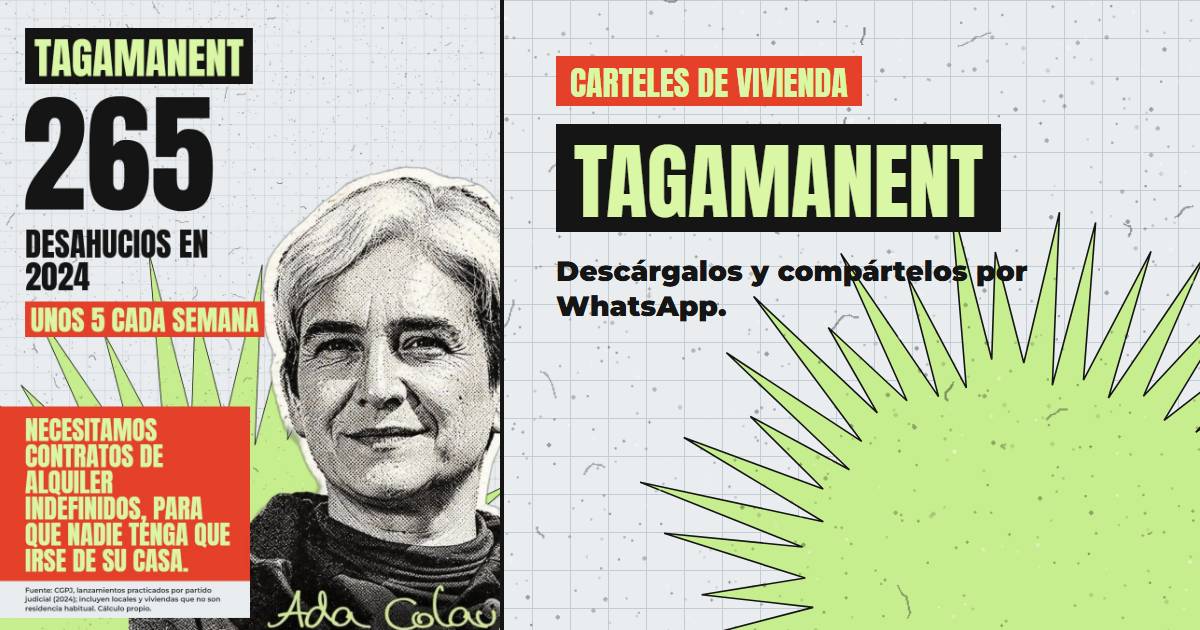 TAGAMANENT
265
DESAHUCIOS EN
2024
UNOS 5 CADA SEMANA
NECESITAMOS
CONTRATOS DE
ALQUILER
INDEFINIDOS, PARA
QUE NADIE TENGA QUE
IRSE DE SU CASA.
Fuente: CGPJ, lanzamientos practicados por partido
judicial (2024); incluyen locales y viviendas que no son
residencia habitual. Cálculo propio.
Ada Colau
CARTELES DE VIVIENDA
TAGAMANENT
Descárgalos y compártelos por
WhatsApp.